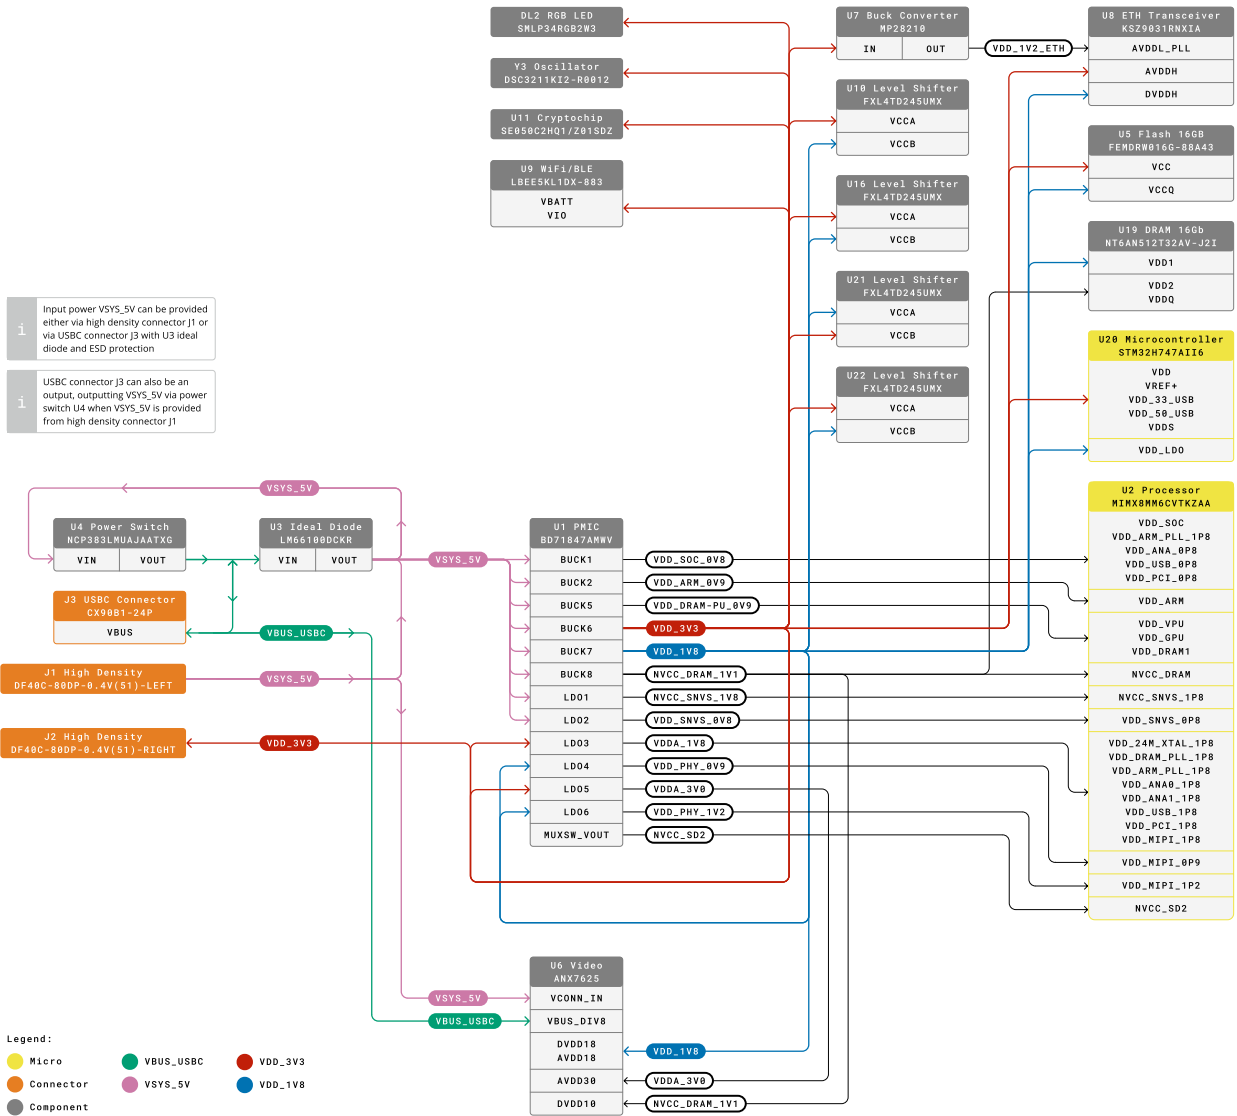 DL2 RGB LED
SMLP34RGB2W3
Y3 Oscillator
DSC3211KI2-R0012
U11 Cryptochip
SE050C2HQ1/Z01SDZ
U9 WiFi/BLE
LBEE5KL1DX-883
VBATT
VIO
U7 Buck Converter
MP28210
IN OUT
VDD_1V2_ETH
U10 Level Shifter
FXL4TD245UMX
VCCA
VCCB
U16 Level Shifter
FXL4TD245UMX
VCCA
VCCB
U21 Level Shifter
FXL4TD245UMX
VCCA
VCCB
U22 Level Shifter
FXL4TD245UMX
VCCA
VCCB
U8 ETH Transceiver
KSZ9031RNXIA
AVDDL_PLL
AVDDH
DVDDH
U5 Flash 16GB
FEMDRW016G-88A43
VCC
VCCQ
U19 DRAM 16Gb
NT6AN512T32AV-J2I
VDD1
VDD2
VDDQ
U20 Microcontroller
STM32H747AII6
VDD
VREF+
VDD_33_USB
VDD_50_USB
VDDS
VDD_LDO
U2 Processor
MIMX8MM6CVTKZAA
VDD_SOC
VDD_ARM_PLL_1P8
VDD_ANA_0P8
VDD_USB_0P8
VDD_PCI_0P8
VDD_ARM
VDD_VPU
VDD_GPU
VDD_DRAM1
NVCC_DRAM
NVCC_SNVS_1P8
VDD_SNVS_0P8
VDD_24M_XTAL_1P8
VDD_DRAM_PLL_1P8
VDD_ARM_PLL_1P8
VDD_ANA0_1P8
VDD_ANA1_1P8
VDD_USB_1P8
VDD_PCI_1P8
VDD_MIPI_1P8
VDD_MIPI_0P9
VDD_MIPI_1P2
NVCC_SD2
i
Input power VSYS_5V can be provided
either via high density connector J1 or
via USBC connector J3 with U3 ideal
diode and ESD protection
i
USBC connector J3 can also be an
output, outputting VSYS_5V via power
switch U4 when VSYS_5V is provided
from high density connector J1
VSYS_5V
U4 Power Switch
NCP383LMUAJAATXG
VIN VOUT
U3 Ideal Diode
LM66100DCKR
VIN VOUT
VSYS_5V
J3 USBC Connector
CX90B1-24P
VBUS
VBUS_USBC
J1 High Density
DF40C-80DP-0.4V(51)-LEFT
VSYS_5V
J2 High Density
DF40C-80DP-0.4V(51)-RIGHT
VDD_3V3
U1 PMIC
BD71847AMWV
BUCK1
BUCK2
BUCK5
BUCK6
BUCK7
BUCK8
LDO1
LDO2
LDO3
LDO4
LDO5
LDO6
MUXSW_VOUT
VDD_SOC_0V8
VDD_ARM_0V9
VDD_DRAM-PU_0V9
VDD_3V3
VDD_1V8
NVCC_DRAM_1V1
NVCC_SNVS_1V8
VDD_SNVS_0V8
VDDA_1V8
VDD_PHY_0V9
VDDA_3V0
VDD_PHY_1V2
NVCC_SD2
U6 Video
ANX7625
VCONN_IN
VBUS_DIV8
DVDD18
AVDD18
AVDD30
DVDD10
VSYS_5V
VBUS_USBC
VDD_1V8
VDDA_3V0
NVCC_DRAM_1V1
Legend:
Micro VBUS_USBC VDD_3V3
Connector VSYS_5V VDD_1V8
Component